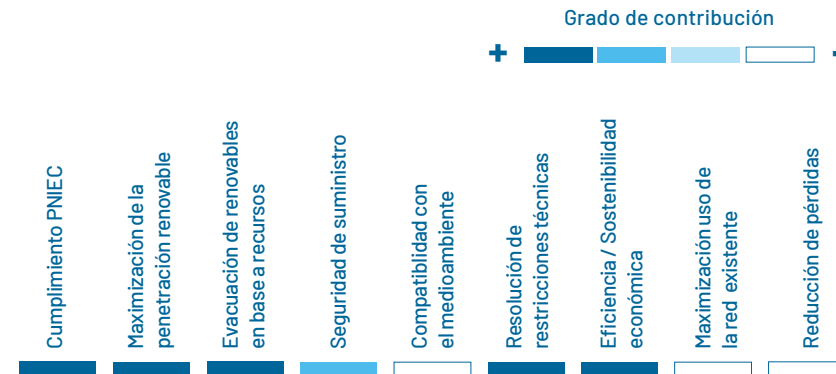 Grado de contribución
+
Cumplimiento PNIEC
Maximización de la
penetración renovable
Evacuación de renovables
en base a recursos
Seguridad de suministro
Compatiblidad con
el medioambiente
Resolución de
restricciones técnicas
Eficiencia / Sostenibilidad
económica
Maximización uso de
la red existente
Reducción de pérdidas